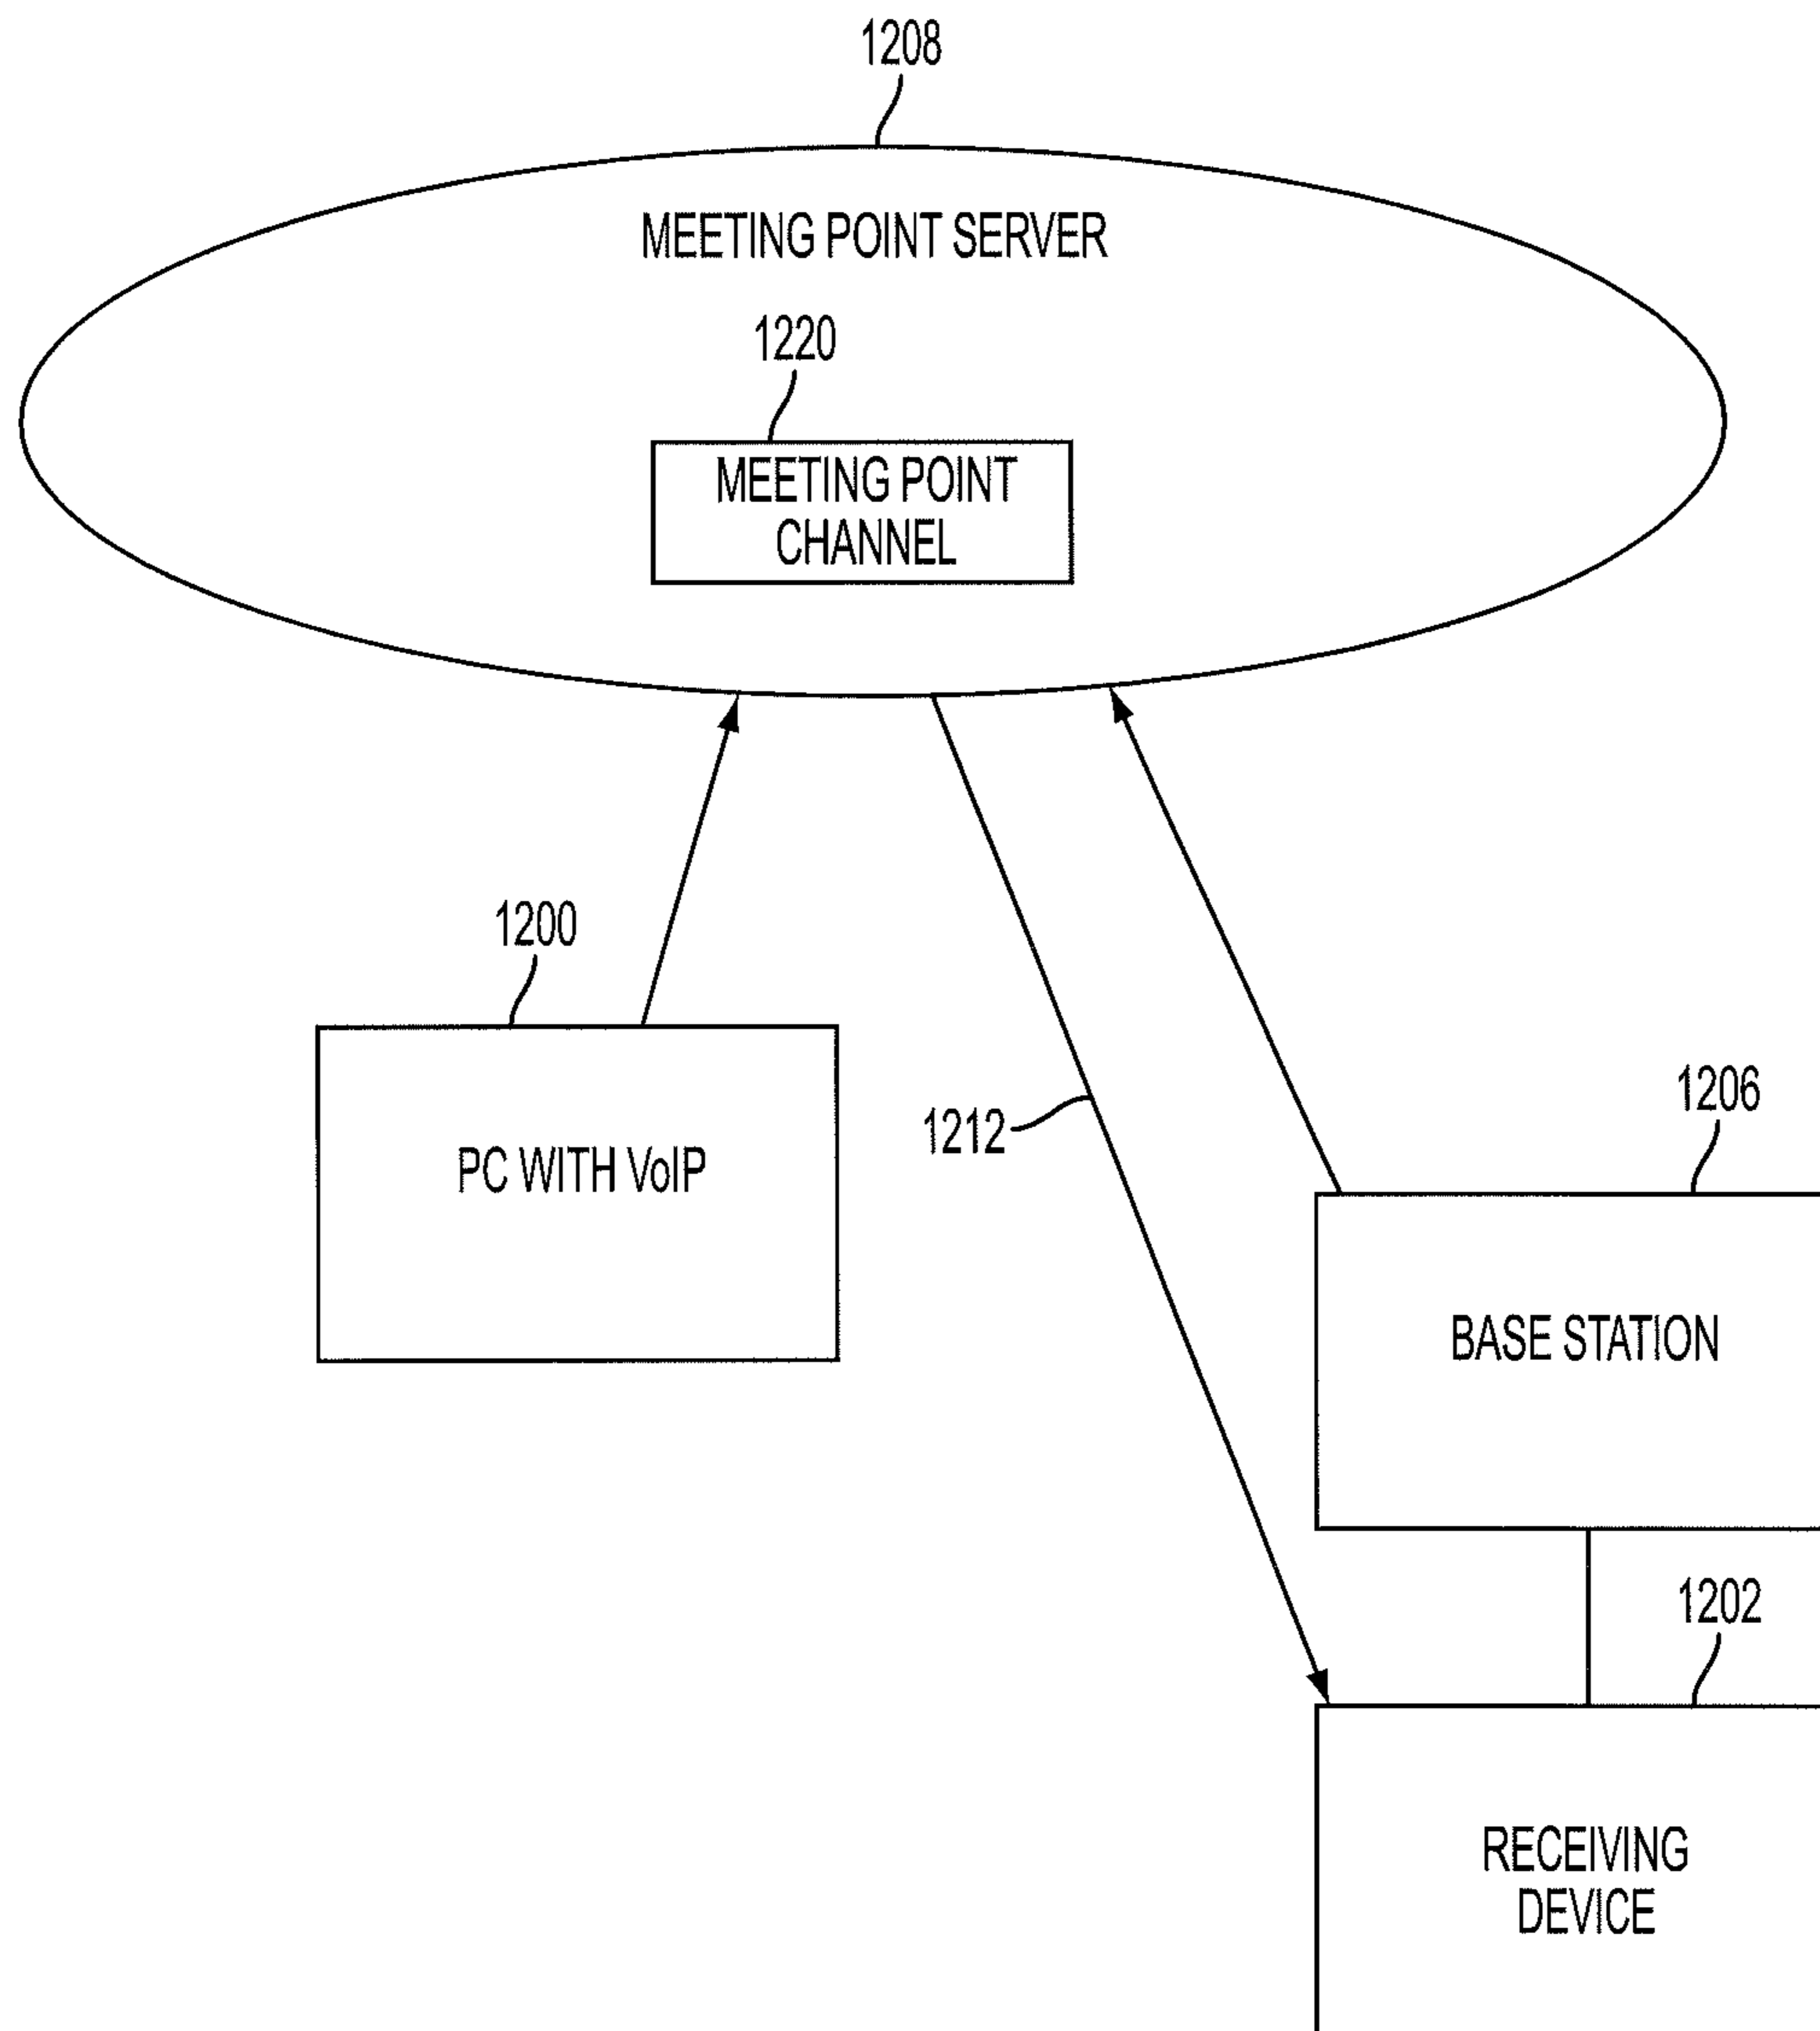 1208
MEETING POINT SERVER
1220
MEETING POINT
CHANNEL
1200
PC WITH VoIP
1212
1206
BASE STATION
1202
RECEIVING
DEVICE